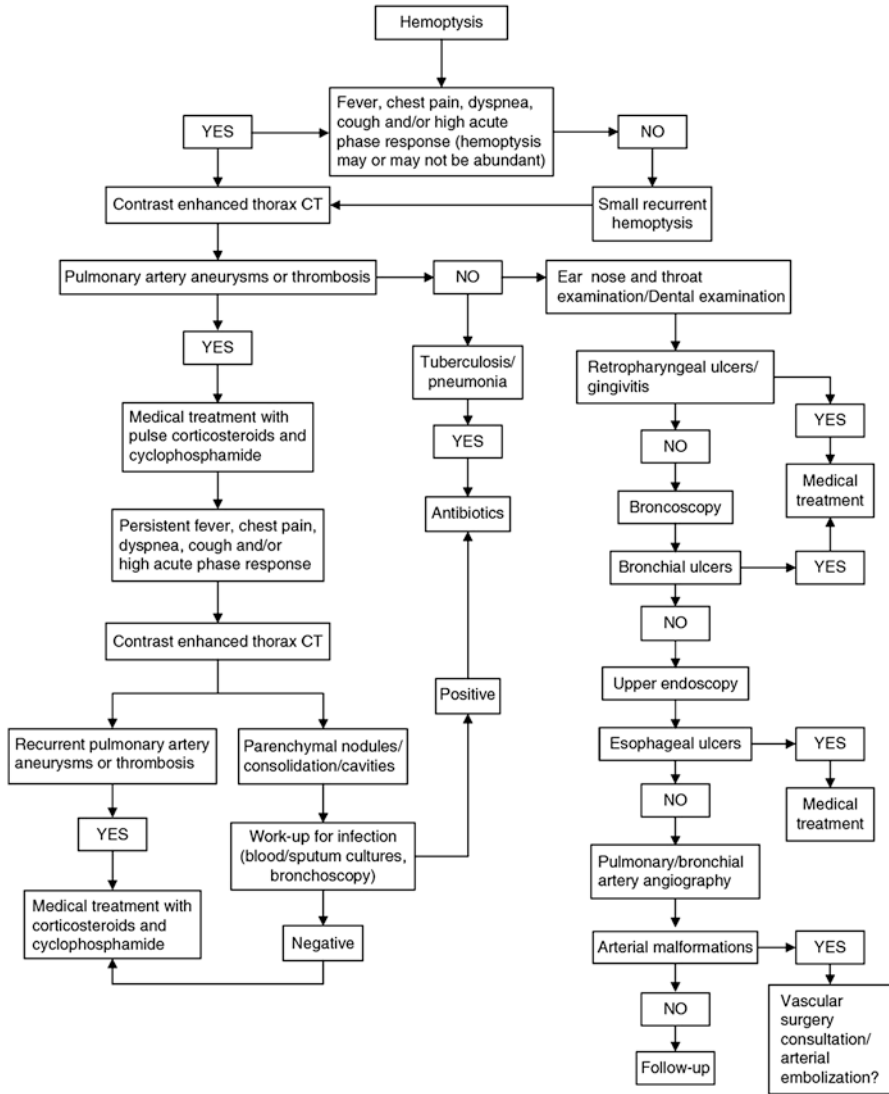 Hemoptysis
Fever, chest pain, dyspnea,
cough and/or high acute
phase response (hemoptysis
may or may not be abundant)
YES
NO
Contrast enhanced thorax CT
Small recurrent
hemoptysis
Pulmonary artery aneurysms or thrombosis
NO
Ear nose and throat
examination/Dental examination
YES
Tuberculosis/
pneumonia
Retropharyngeal ulcers/
gingivitis
YES
Medical treatment with
pulse corticosteroids and
cyclophosphamide
YES
NO
Medical
treatment
Antibiotics
Broncoscopy
Persistent fever, chest pain,
dyspnea, cough and/or
high acute phase response
Bronchial ulcers
YES
NO
Contrast enhanced thorax CT
Upper endoscopy
Positive
Recurrent pulmonary artery
aneurysms or thrombosis
Parenchymal nodules/
consolidation/cavities
Esophageal ulcers
YES
NO
Medical
treatment
YES
Work-up for infection
(blood/sputum cultures,
bronchoscopy)
Pulmonary/bronchial
artery angiography
Medical treatment with
corticosteroids and
cyclophosphamide
Negative
Arterial malformations
YES
NO
Vascular
surgery
consultation/
arterial
embolization?
Follow-up